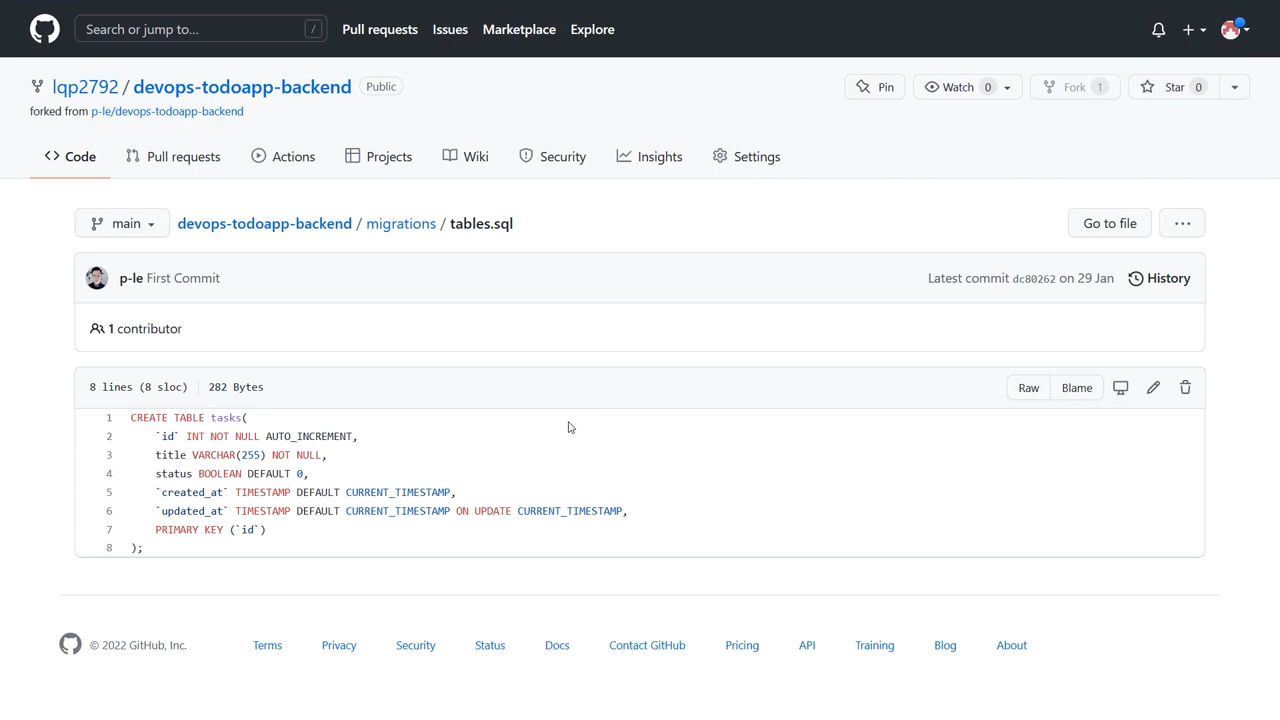 Search or jump to... /
Pull requests Issues Marketplace Explore
lqp2792 / devops-todoapp-backend Public
Pin Watch 0 Fork 1 Star 0
forked from p-le/devops-todoapp-backend
Code Pull requests Actions Projects Wiki Security Insights Settings
main devops-todoapp-backend / migrations / tables.sql Go to file ...
p-le First Commit Latest commit dc80262 on 29 Jan History
1 contributor
8 lines (8 sloc) 282 Bytes Raw Blame
1 CREATE TABLE tasks(
2 `id` INT NOT NULL AUTO_INCREMENT,
3 title VARCHAR(255) NOT NULL,
4 status BOOLEAN DEFAULT 0,
5 `created_at` TIMESTAMP DEFAULT CURRENT_TIMESTAMP,
6 `updated_at` TIMESTAMP DEFAULT CURRENT_TIMESTAMP ON UPDATE CURRENT_TIMESTAMP,
7 PRIMARY KEY (`id`)
8 );
© 2022 GitHub, Inc. Terms Privacy Security Status Docs Contact GitHub Pricing API Training Blog About